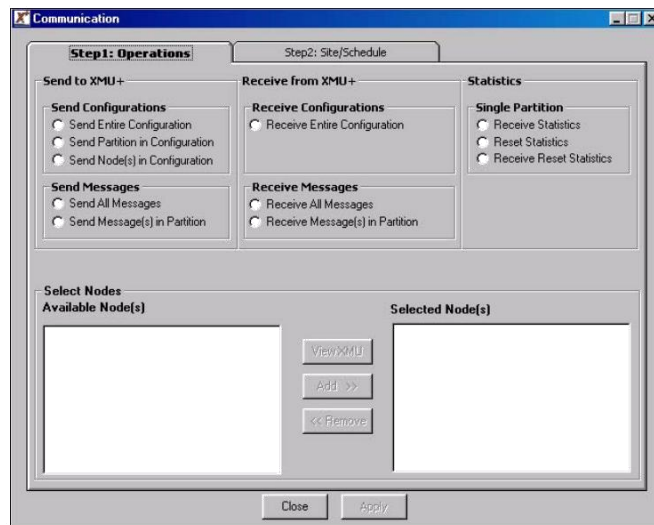 Communication
Step1: Operations
Step2: Site/Schedule
Send to XMU+
Receive from XMU+
Statistics
Send Configurations
Send Entire Configuration
Send Partition in Configuration
Send Node(s) in Configuration
Receive Configurations
Receive Entire Configuration
Single Partition
Receive Statistics
Reset Statistics
Receive Reset Statistics
Send Messages
Send All Messages
Send Message(s) in Partition
Receive Messages
Receive All Messages
Receive Message(s) in Partition
Select Nodes
Available Node(s)
Selected Node(s)
View XMU
Add >>
<< Remove
Close
Apply